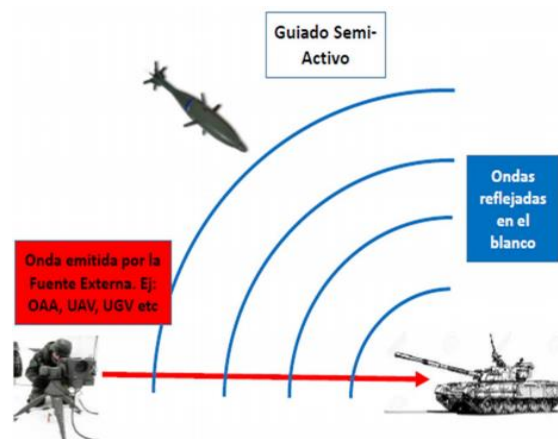 Guiado Semi-
Activo
Ondas
reflejadas
en el
blanco
Onda emitida por la
Fuente Externa. Ej:
OAA, UAV, UGV etc